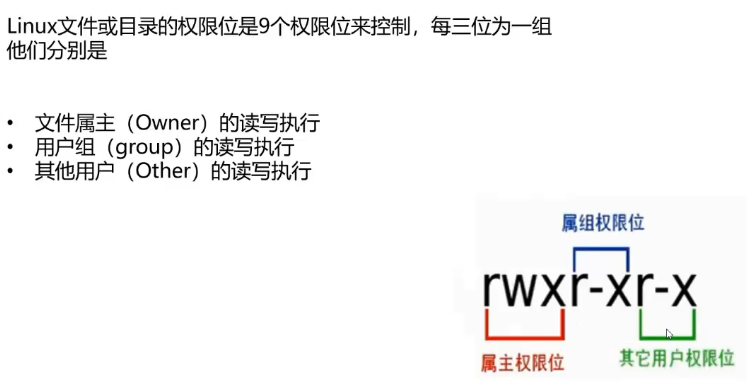 Linux文件或目录的权限位是9个权限位来控制，每三位为一组
他们分别是
• 文件属主（Owner）的读写执行
• 用户组（group）的读写执行
• 其他用户（Other）的读写执行
属组权限位
rwxr-xr-x
属主权限位
其它用户权限位